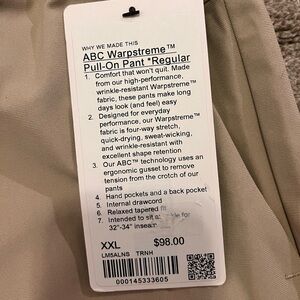 WHY WE MADE THIS
ABC Warpstreme™
Pull-On Pant *Regular
1. Comfort that won't quit. Made
from our high-performance,
wrinkle-resistant Warpstreme™
fabric, these pants make long
days look (and feel) easy
2. Designed for everyday
performance, our Warpstreme™
fabric is four-way stretch,
quick-drying, sweat-wicking,
and wrinkle-resistant with
excellent shape retention
3. Our ABC™ technology uses an
ergonomic gusset to remove
tension from the crotch of our
pants
4. Hand pockets and a back pocket
5. Internal drawcord
6. Relaxed tapered fit
7. Intended to sit for
32"-34" inseam
XXL $98.00
LM5ALNS TRNH
000145333605